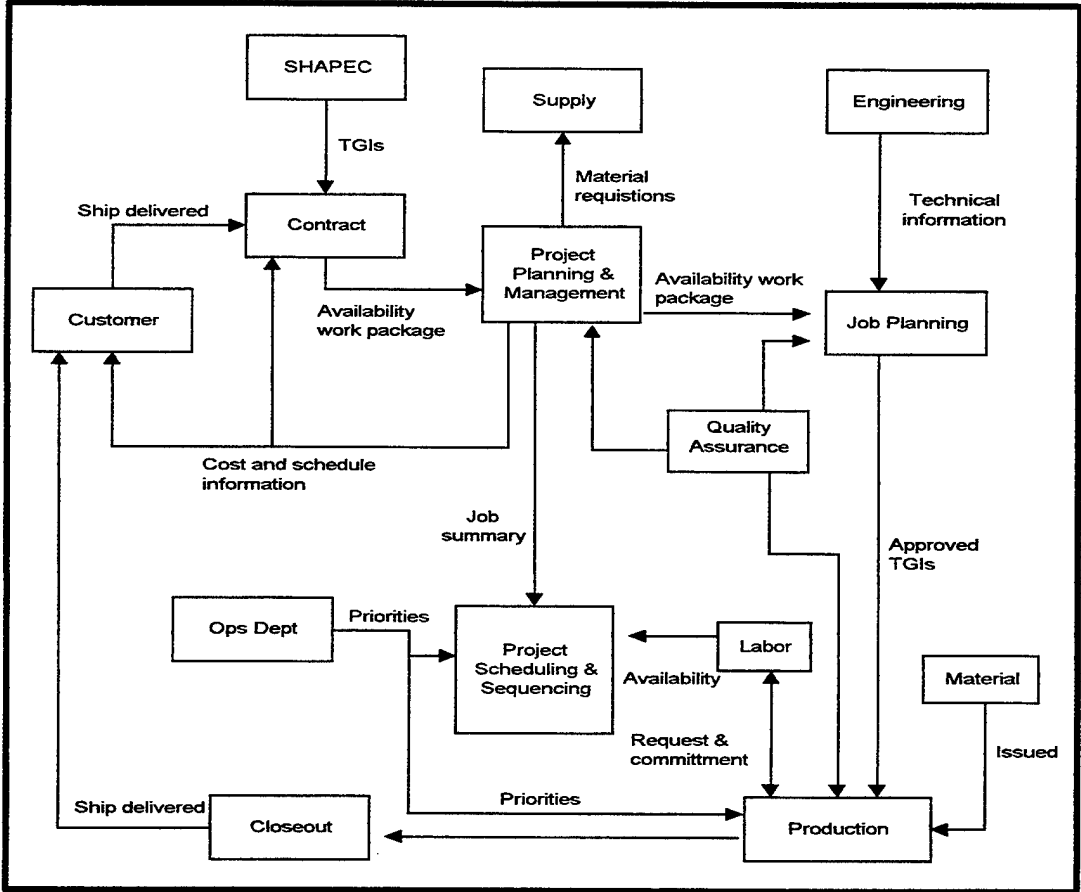 SHAPEC
Supply
Engineering
TGIs
Material
requistions
Technical
information
Ship delivered
Contract
Project
Planning &
Management
Availability work
package
Customer
Availability
work package
Job Planning
Quality
Assurance
Cost and schedule
information
Job
summary
Approved
TGIs
Ops Dept
Priorities
Project
Scheduling &
Sequencing
Labor
Availability
Material
Request &
committment
Issued
Ship delivered
Closeout
Priorities
Production